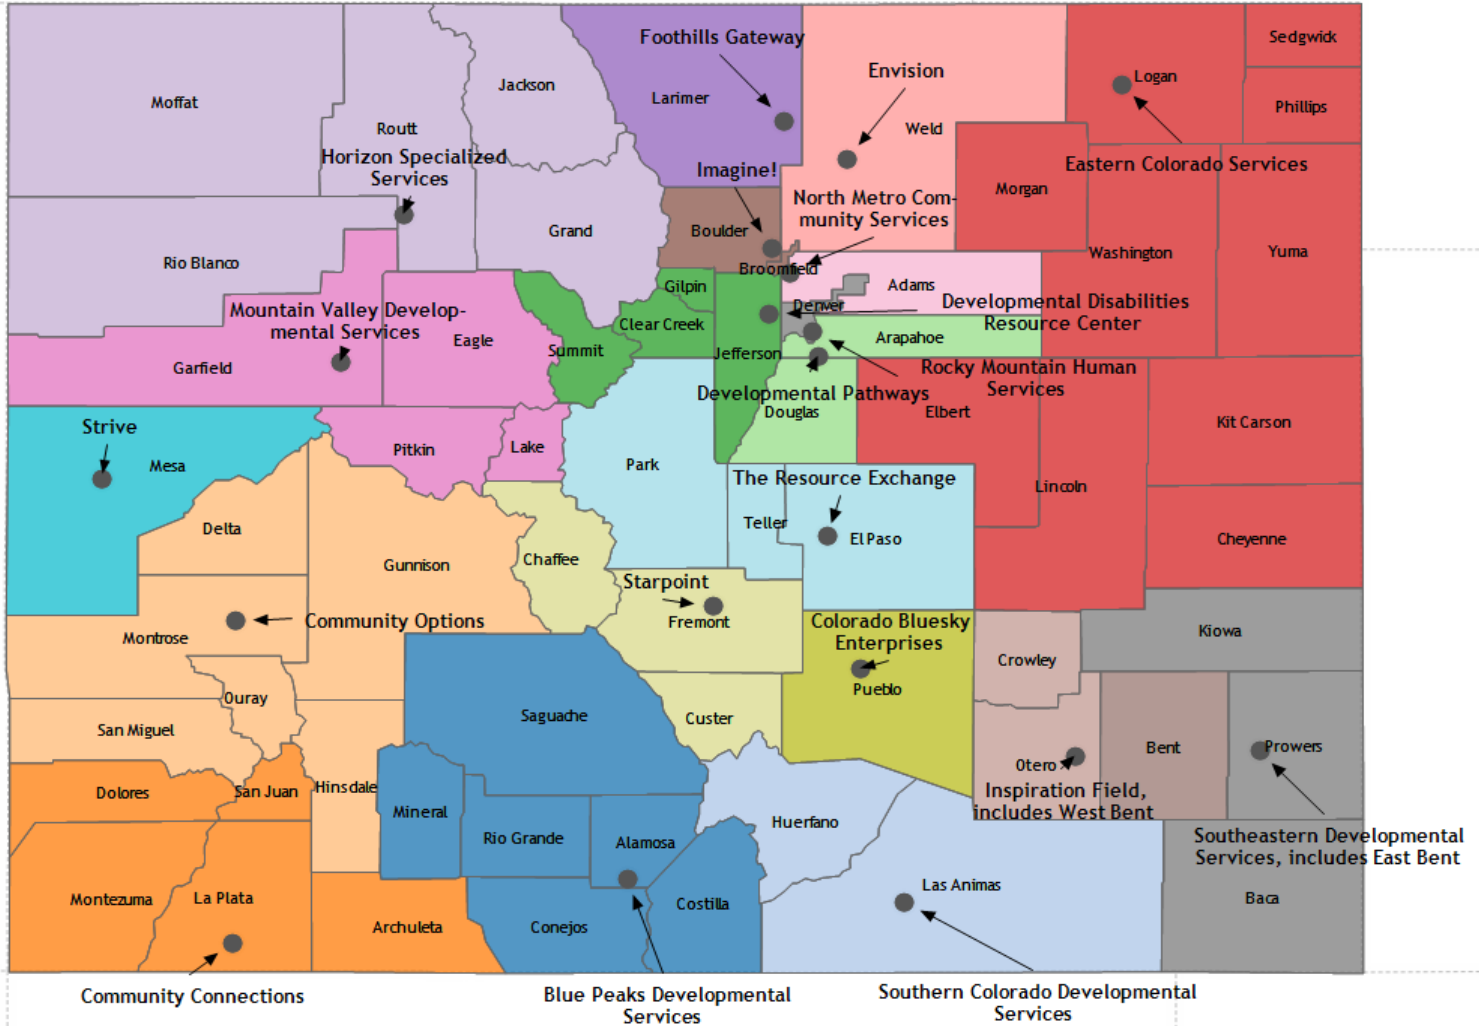 Foothills Gateway
Sedgwick
Envision
Logan
Jackson
Larimer
Moffat
Phillips
Routt
Weld
Horizon Specialized
Services
Imagine!
Eastern Colorado Services
Morgan
North Metro Com-
munity Services
Grand
Boulder
Washington
Yuma
Rio Blanco
Broomfield
Gilpin
Adams
Denver
Developmental Disabilities
Resource Center
Mountain Valley Develop-
mental Services
Clear Creek
Eagle
Summit
Jefferson
Arapahoe
Garfield
Rocky Mountain Human
Services
Developmental Pathways
Douglas
Elbert
Kit Carson
Strive
Mesa
Pitkin
Lake
Park
The Resource Exchange
Lincoln
Delta
Teller
El Paso
Cheyenne
Gunnison
Chaffee
Starpoint
Fremont
Community Options
Montrose
Colorado Bluesky
Enterprises
Pueblo
Kiowa
Crowley
Ouray
San Miguel
Saguache
Custer
Otero
Bent
Prowers
Dolores
San Juan
Hinsdale
Inspiration Field,
includes West Bent
Mineral
Rio Grande
Alamosa
Huerfano
Southeastern Developmental
Services, includes East Bent
Montezuma
La Plata
Archuleta
Conejos
Costilla
Las Animas
Baca
Community Connections
Blue Peaks Developmental
Services
Southern Colorado Developmental
Services